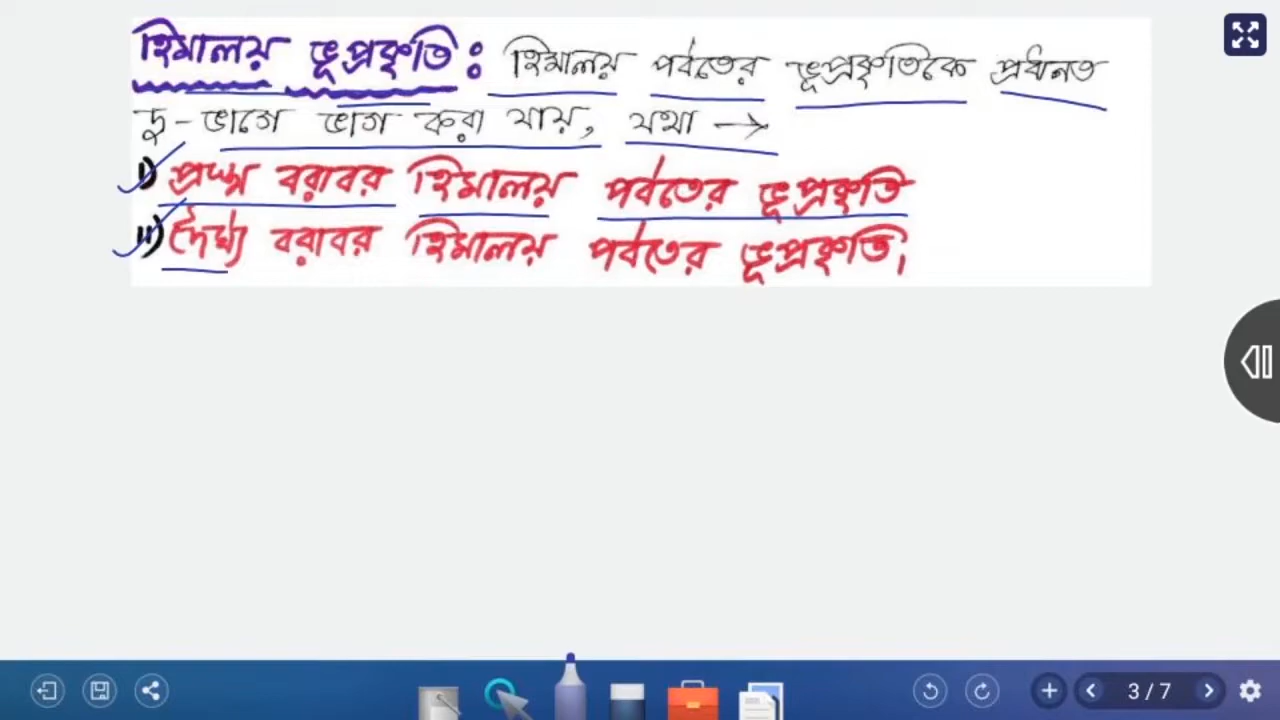 হিমালয় ভূপ্রকৃতি : হিমালয় পর্বতের ভূপ্রকৃতিকে প্রধানত
দু-ভাগে ভাগ করা যায়, যথা →
i) প্রস্থ বরাবর হিমালয় পর্বতের ভূপ্রকৃতি
ii) দৈর্ঘ্য বরাবর হিমালয় পর্বতের ভূপ্রকৃতি।
3 / 7